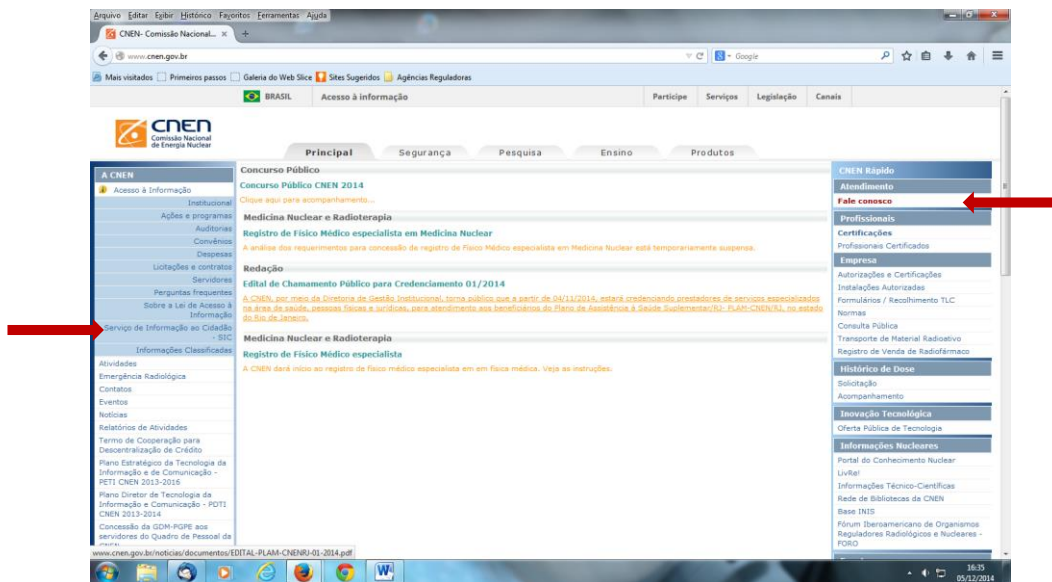 Arquivo Editar Exibir Histórico Favoritos Ferramentas Ajuda
CNEN- Comissão Nacional... × +
www.cnen.gov.br
Google
Mais visitados Primeiros passos Galeria do Web Slice Sites Sugeridos Agências Reguladoras
BRASIL Acesso à informação Participe Serviços Legislação Canais
CNEN
Comissão Nacional
de Energia Nuclear
Principal Segurança Pesquisa Ensino Produtos
A CNEN
Acesso à Informação
Institucional
Ações e programas
Auditorias
Convênios
Despesas
Licitações e contratos
Servidores
Perguntas frequentes
Sobre a Lei de Acesso à
Informação
Serviço de Informação ao Cidadão
- SIC
Informações Classificadas
Atividades
Emergência Radiológica
Contatos
Eventos
Notícias
Relatórios de Atividades
Termo de Cooperação para
Descentralização de Crédito
Plano Estratégico da Tecnologia da
Informação e de Comunicação -
PETI CNEN 2013-2016
Plano Diretor de Tecnologia da
Informação e Comunicação - PDTI
CNEN 2013-2014
Concessão da GDM-PGPE aos
servidores do Quadro de Pessoal da
Concurso Público
Concurso Público CNEN 2014
Clique aqui para acompanhamento...
Medicina Nuclear e Radioterapia
Registro de Físico Médico especialista em Medicina Nuclear
A análise dos requerimentos para concessão de registro de Físico Médico especialista em Medicina Nuclear está temporariamente suspensa.
Redação
Edital de Chamamento Público para Credenciamento 01/2014
A CNEN, por meio da Diretoria de Gestão Institucional, torna público que a partir de 04/11/2014, estará credenciando prestadores de serviços especializados
na área de saúde, pessoas físicas e jurídicas, para atendimento aos beneficiários do Plano de Assistência à Saúde Suplementar/RJ- PLAM-CNEN/RJ, no estado
do Rio de Janeiro.
Medicina Nuclear e Radioterapia
Registro de Físico Médico especialista
A CNEN dará início ao registro de físico médico especialista em em física médica. Veja as instruções.
CNEN Rápido
Atendimento
Fale conosco
Profissionais
Certificações
Profissionais Certificados
Empresa
Autorizações e Certificações
Instalações Autorizadas
Formulários / Recolhimento TLC
Normas
Consulta Pública
Transporte de Material Radioativo
Registro de Venda de Radiofármaco
Histórico de Dose
Solicitação
Acompanhamento
Inovação Tecnológica
Oferta Pública de Tecnologia
Informações Nucleares
Portal do Conhecimento Nuclear
LivRe!
Informações Técnico-Científicas
Rede de Bibliotecas da CNEN
Base INIS
Fórum Iberoamericano de Organismos
Reguladores Radiológicos e Nucleares -
FORO
www.cnen.gov.br/noticias/documentos/EDITAL-PLAM-CNENRJ-01-2014.pdf
16:35
05/12/2014